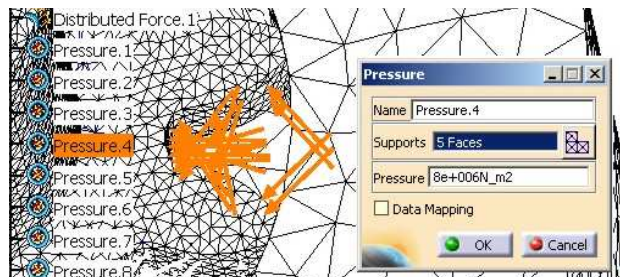 Distributed Force.1
Pressure.1
Pressure.2
Pressure.3
Pressure.4
Pressure.5
Pressure.6
Pressure.7
Pressure.8
Pressure
Name Pressure.4
Supports 5 Faces
Pressure 8e+006N_m2
Data Mapping
OK Cancel